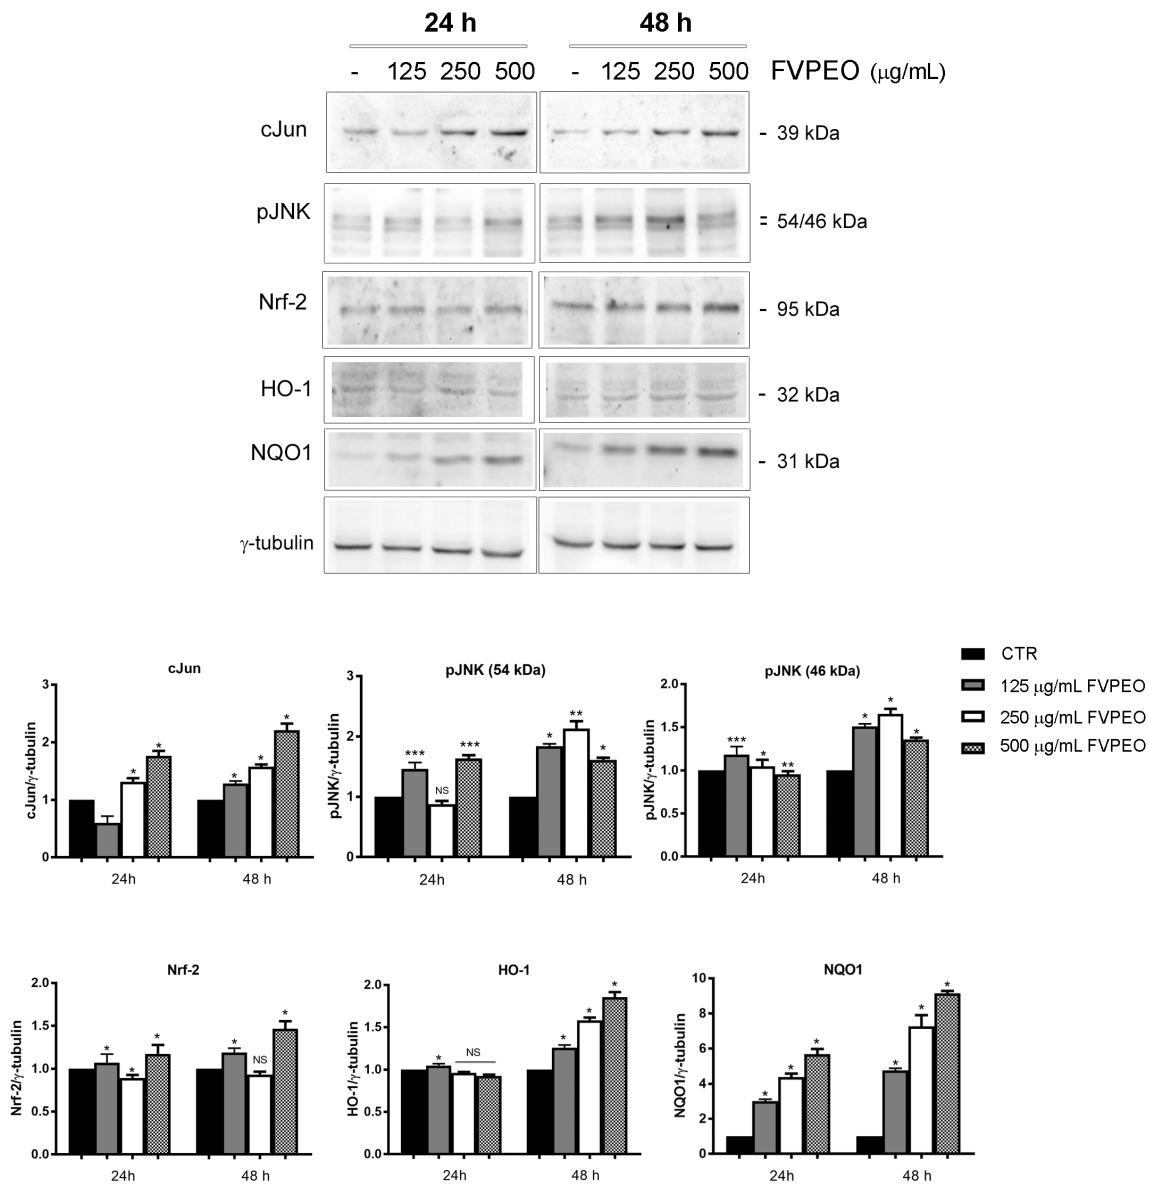 24 h 48 h
- 125 250 500 - 125 250 500 FVPEO (µg/mL)
cJun - 39 kDa
pJNK = 54/46 kDa
Nrf-2 - 95 kDa
HO-1 - 32 kDa
NQO1 - 31 kDa
γ-tubulin
CTR
125 µg/mL FVPEO
250 µg/mL FVPEO
500 µg/mL FVPEO
cJun
cJun/γ-tubulin
3
2
1
0
* * * * * *
24h 48 h
pJNK (54 kDa)
pJNK/γ-tubulin
3
2
1
0
*** NS *** * ** *
24h 48 h
pJNK (46 kDa)
pJNK/γ-tubulin
2.0
1.5
1.0
0.5
0.0
*** * ** * * *
24h 48 h
Nrf-2
Nrf-2/γ-tubulin
2.0
1.5
1.0
0.5
0.0
* * * * NS *
24h 48 h
HO-1
HO-1/γ-tubulin
2.0
1.5
1.0
0.5
0.0
* NS * * *
24h 48 h
NQO1
NQO1/γ-tubulin
10
8
6
4
2
0
* * * * * *
24h 48 h